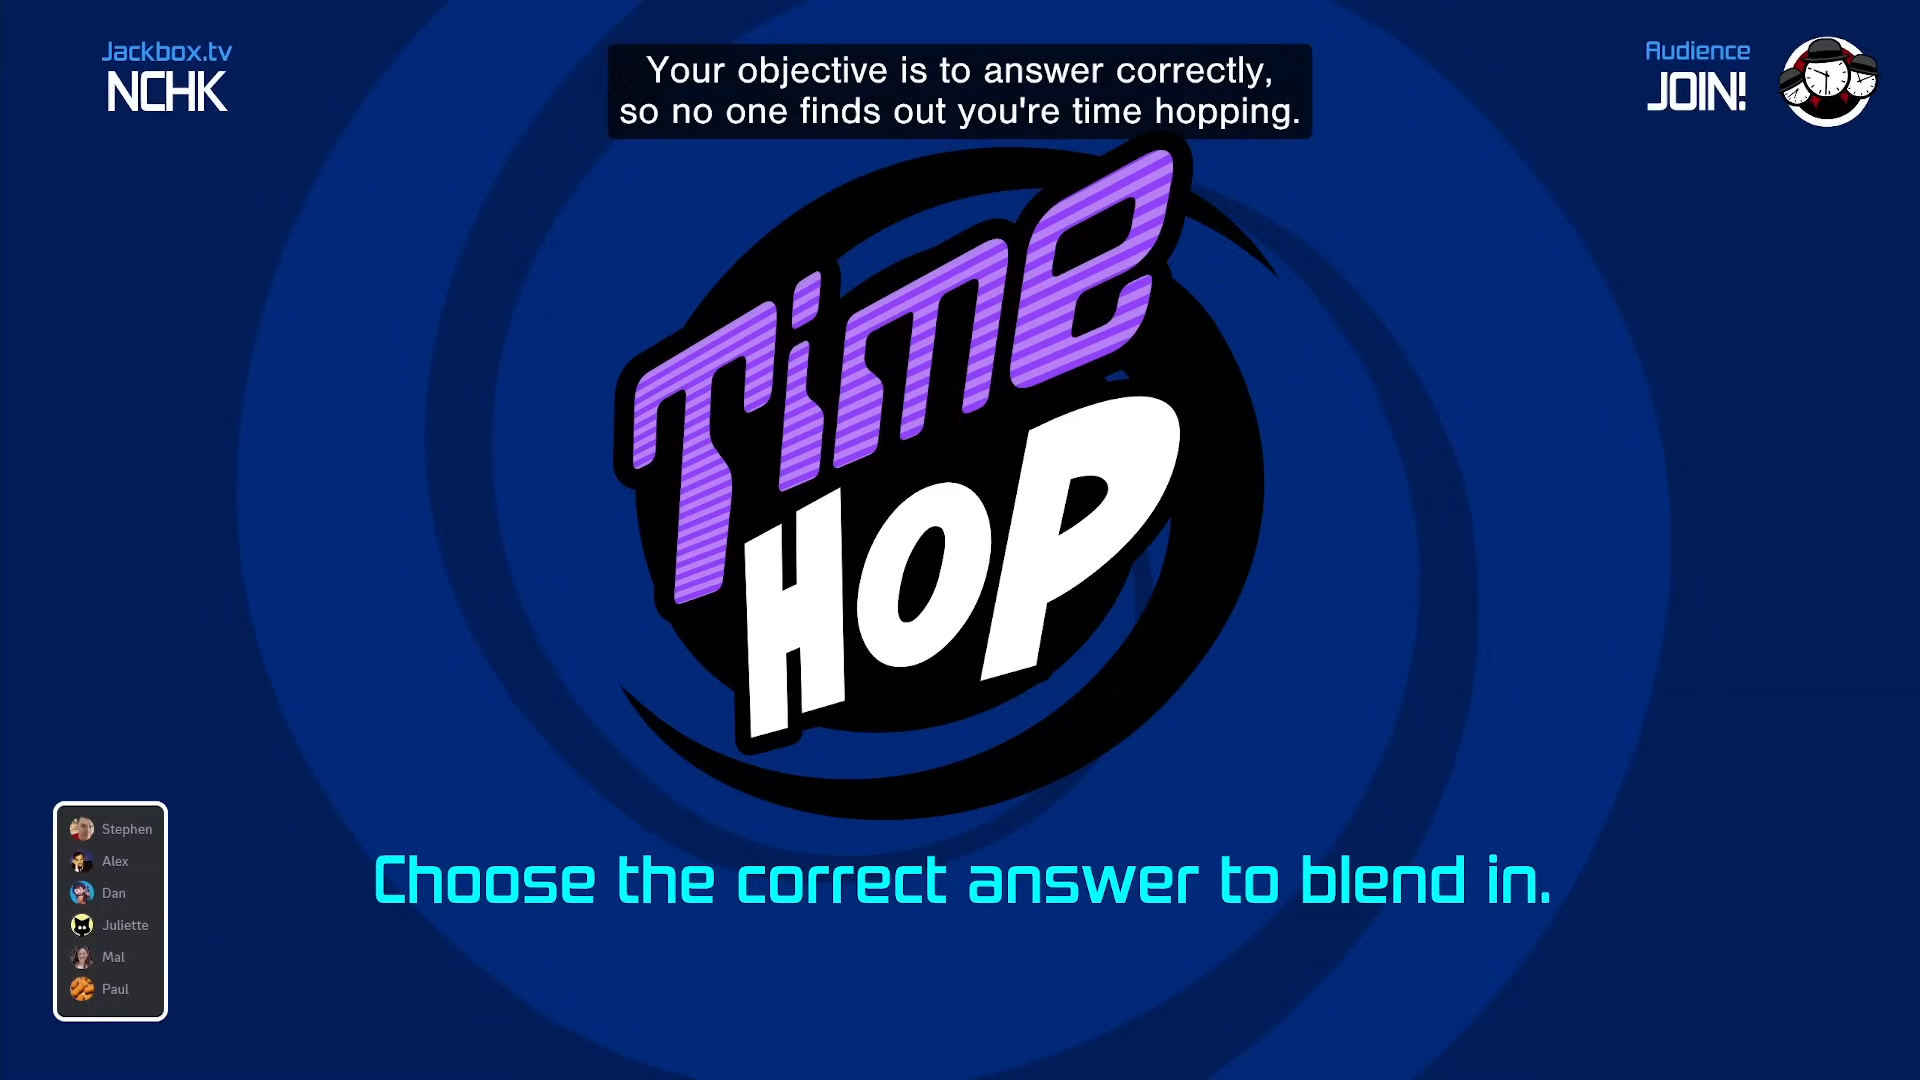 Jackbox.tv
NCHK
Your objective is to answer correctly,
so no one finds out you're time hopping.
Audience
JOIN!
Time
HOP
Choose the correct answer to blend in.
Stephen
Alex
Dan
Juliette
Mal
Paul